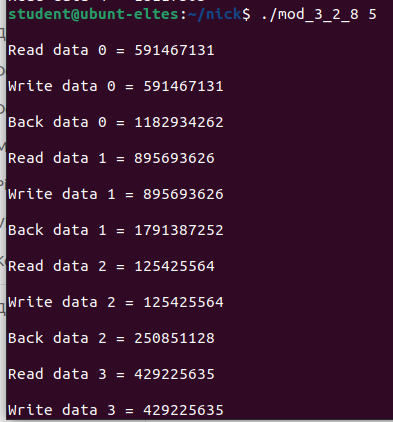 student@ubunt-eltes:~/nick$ ./mod_3_2_8 5
Read data 0 = 591467131
Write data 0 = 591467131
Back data 0 = 1182934262
Read data 1 = 895693626
Write data 1 = 895693626
Back data 1 = 1791387252
Read data 2 = 125425564
Write data 2 = 125425564
Back data 2 = 250851128
Read data 3 = 429225635
Write data 3 = 429225635